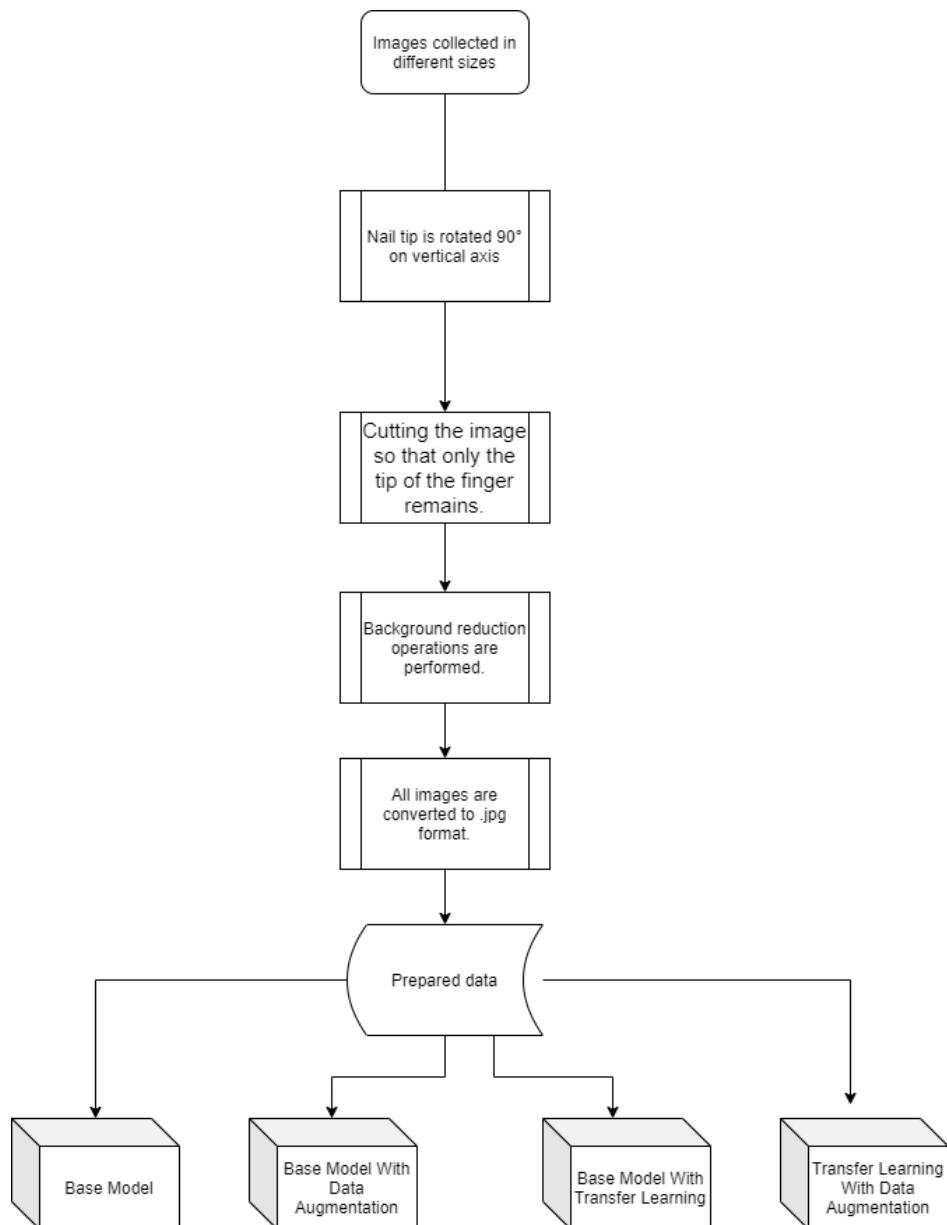 Images collected in
different sizes
Nail tip is rotated 90°
on vertical axis
Cutting the image
so that only the
tip of the finger
remains.
Background reduction
operations are
performed.
All images are
converted to .jpg
format.
Prepared data
Base Model
Base Model With
Data
Augmentation
Base Model With
Transfer Learning
Transfer Learning
With Data
Augmentation